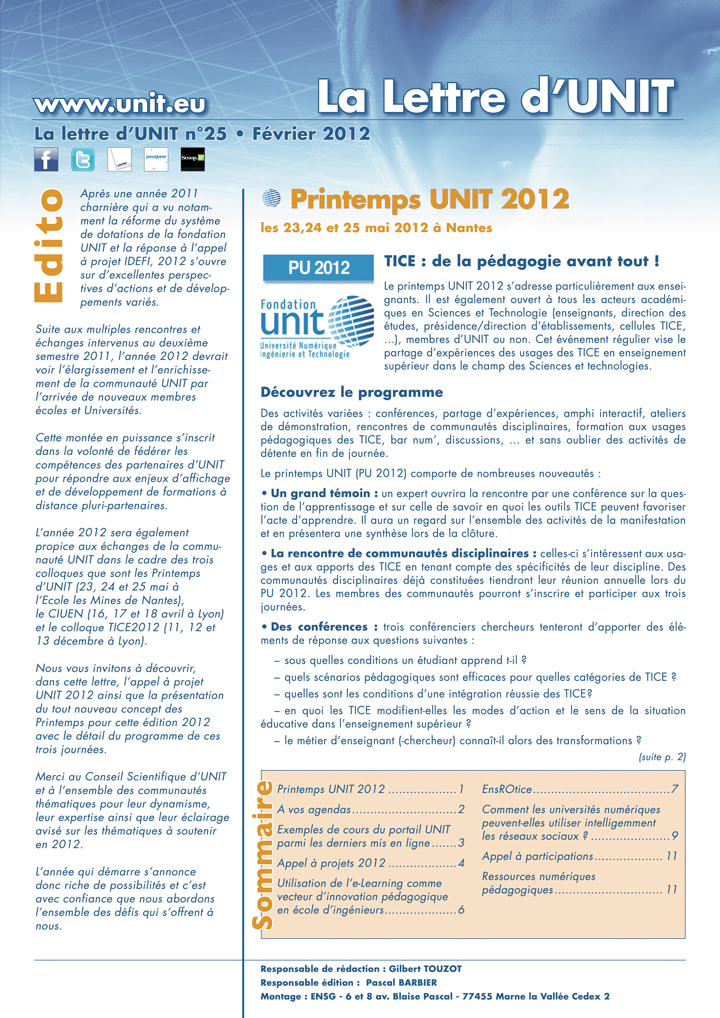 www.unit.eu
La Lettre d’UNIT
La lettre d’UNIT n°25 • Février 2012
Edito
Après une année 2011
charnière qui a vu notam-
ment la réforme du système
de dotations de la fondation
UNIT et la réponse à l’appel
à projet IDEFI, 2012 s’ouvre
sur d’excellentes perspec-
tives d’actions et de dévelop-
pements variés.
Suite aux multiples rencontres et
échanges intervenus au deuxième
semestre 2011, l’année 2012 devrait
voir l’élargissement et l’enrichisse-
ment de la communauté UNIT par
l’arrivée de nouveaux membres
écoles et Universités.
Cette montée en puissance s’inscrit
dans la volonté de fédérer les
compétences des partenaires d’UNIT
pour répondre aux enjeux d’affichage
et de développement de formations à
distance pluri-partenaires.
L’année 2012 sera également
propice aux échanges de la commu-
nauté UNIT dans le cadre des trois
colloques que sont les Printemps
d’UNIT (23, 24 et 25 mai à
l’Ecole les Mines de Nantes),
le CIUEN (16, 17 et 18 avril à Lyon)
et le colloque TICE2012 (11, 12 et
13 décembre à Lyon).
Nous vous invitons à découvrir,
dans cette lettre, l’appel à projet
UNIT 2012 ainsi que la présentation
du tout nouveau concept des
Printemps pour cette édition 2012
avec le détail du programme de ces
trois journées.
Merci au Conseil Scientifique d’UNIT
et à l’ensemble des communautés
thématiques pour leur dynamisme,
leur expertise ainsi que leur éclairage
avisé sur les thématiques à soutenir
en 2012.
L’année qui démarre s’annonce
donc riche de possibilités et c’est
avec confiance que nous abordons
l’ensemble des défis qui s’offrent à
nous.
Printemps UNIT 2012
les 23,24 et 25 mai 2012 à Nantes
PU 2012
Fondation
unit
Université Numérique
Ingénierie et Technologie
TICE : de la pédagogie avant tout !
Le printemps UNIT 2012 s’adresse particulièrement aux ensei-
gnants. Il est également ouvert à tous les acteurs académi-
ques en Sciences et Technologie (enseignants, direction des
études, présidence/direction d’établissements, cellules TICE,
…), membres d’UNIT ou non. Cet événement régulier vise le
partage d’expériences des usages des TICE en enseignement
supérieur dans le champ des Sciences et technologies.
Découvrez le programme
Des activités variées : conférences, partage d’expériences, amphi interactif, ateliers
de démonstration, rencontres de communautés disciplinaires, formation aux usages
pédagogiques des TICE, bar num’, discussions, … et sans oublier des activités de
détente en fin de journée.
Le printemps UNIT (PU 2012) comporte de nombreuses nouveautés :
• Un grand témoin : un expert ouvrira la rencontre par une conférence sur la ques-
tion de l’apprentissage et sur celle de savoir en quoi les outils TICE peuvent favoriser
l’acte d’apprendre. Il aura un regard sur l’ensemble des activités de la manifestation
et en présentera une synthèse lors de la clôture.
• La rencontre de communautés disciplinaires : celles-ci s’intéressent aux usa-
ges et aux apports des TICE en tenant compte des spécificités de leur discipline. Des
communautés disciplinaires déjà constituées tiendront leur réunion annuelle lors du
PU 2012. Les membres des communautés pourront s’inscrire et participer aux trois
journées.
• Des conférences : trois conférenciers chercheurs tenteront d’apporter des élé-
ments de réponse aux questions suivantes :
– sous quelles conditions un étudiant apprend t-il ?
– quels scénarios pédagogiques sont efficaces pour quelles catégories de TICE ?
– quelles sont les conditions d’une intégration réussie des TICE?
– en quoi les TICE modifient-elles les modes d’action et le sens de la situation
éducative dans l’enseignement supérieur ?
– le métier d’enseignant (-chercheur) connaît-il alors des transformations ?
(suite p. 2)
Sommaire
Printemps UNIT 2012 ................... 1
A vos agendas............................. 2
Exemples de cours du portail UNIT
parmi les derniers mis en ligne....... 3
Appel à projets 2012 ................... 4
Utilisation de l’e-Learning comme
vecteur d’innovation pédagogique
en école d’ingénieurs.................... 6
EnsROtice...................................... 7
Comment les universités numériques
peuvent-elles utiliser intelligemment
les réseaux sociaux ? ...................... 9
Appel à participations................... 11
Ressources numériques
pédagogiques.............................. 11
Responsable de rédaction : Gilbert TOUZOT
Responsable édition : Pascal BARBIER
Montage : ENSG - 6 et 8 av. Blaise Pascal - 77455 Marne la Vallée Cedex 2